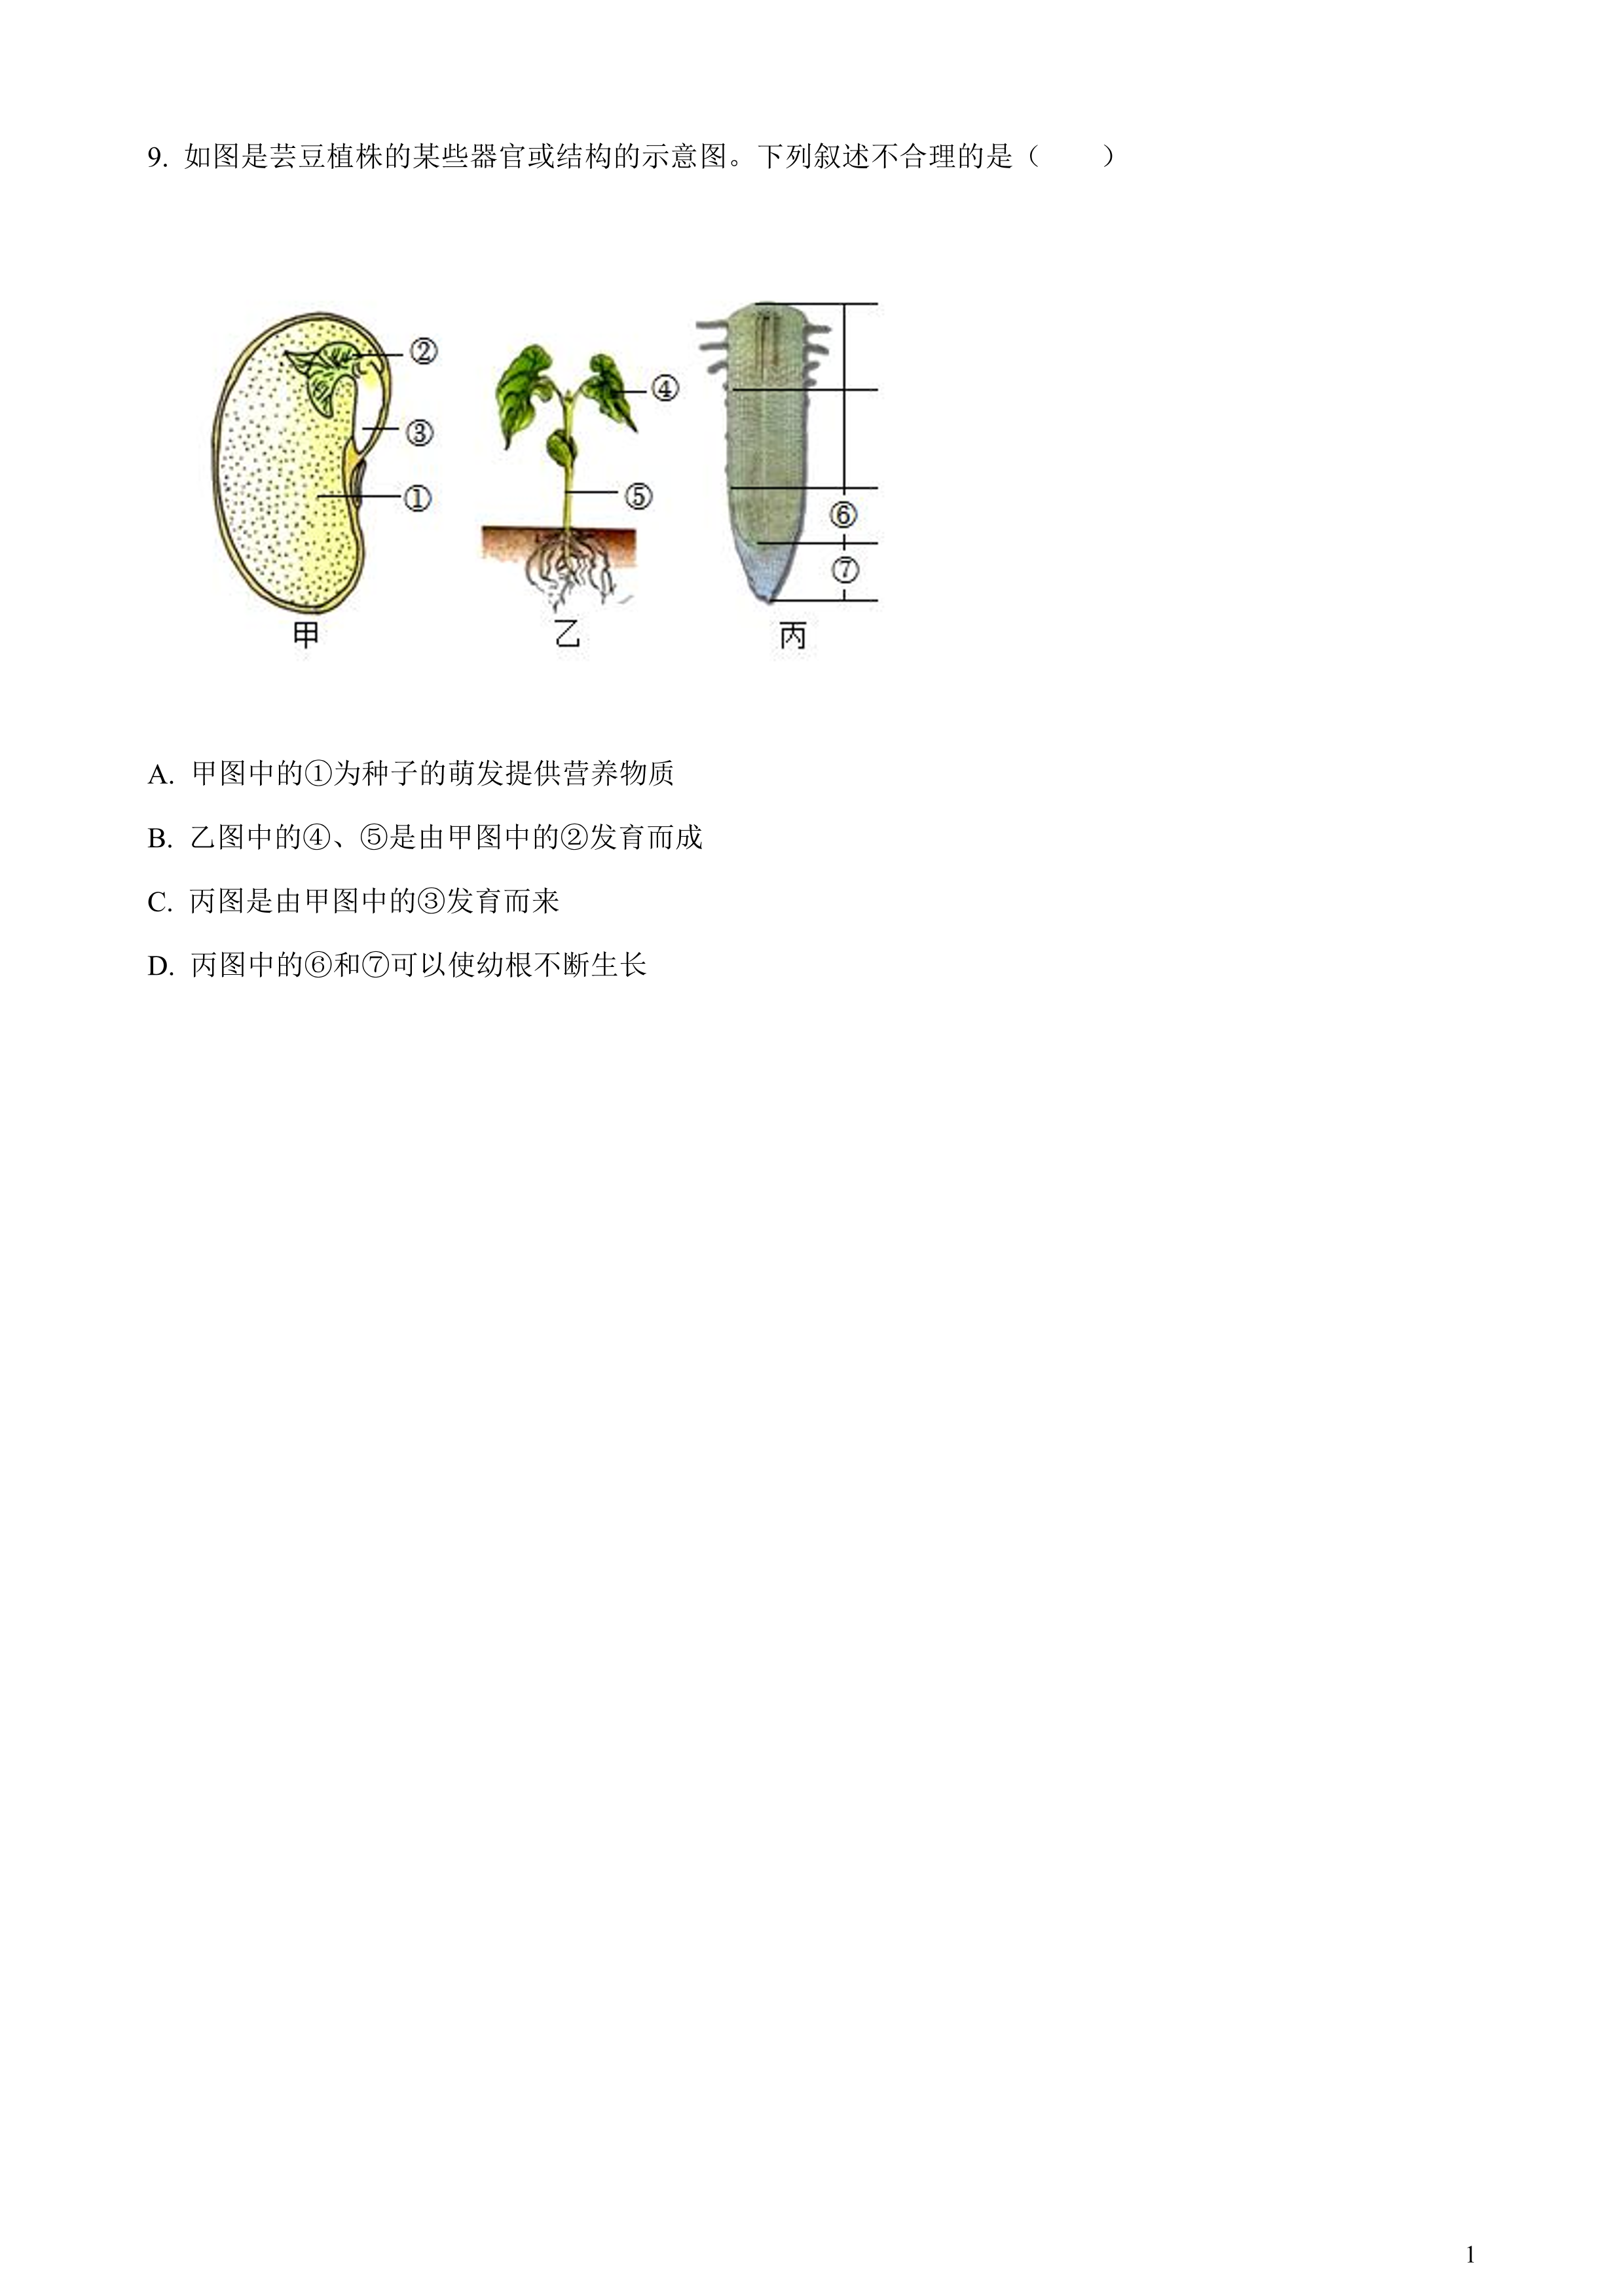 9. 如图是芸豆植株的某些器官或结构的示意图。下列叙述不合理的是（　　）
②
③
①
甲
④
⑤
乙
⑥
⑦
丙
A. 甲图中的①为种子的萌发提供营养物质
B. 乙图中的④、⑤是由甲图中的②发育而成
C. 丙图是由甲图中的③发育而来
D. 丙图中的⑥和⑦可以使幼根不断生长
1